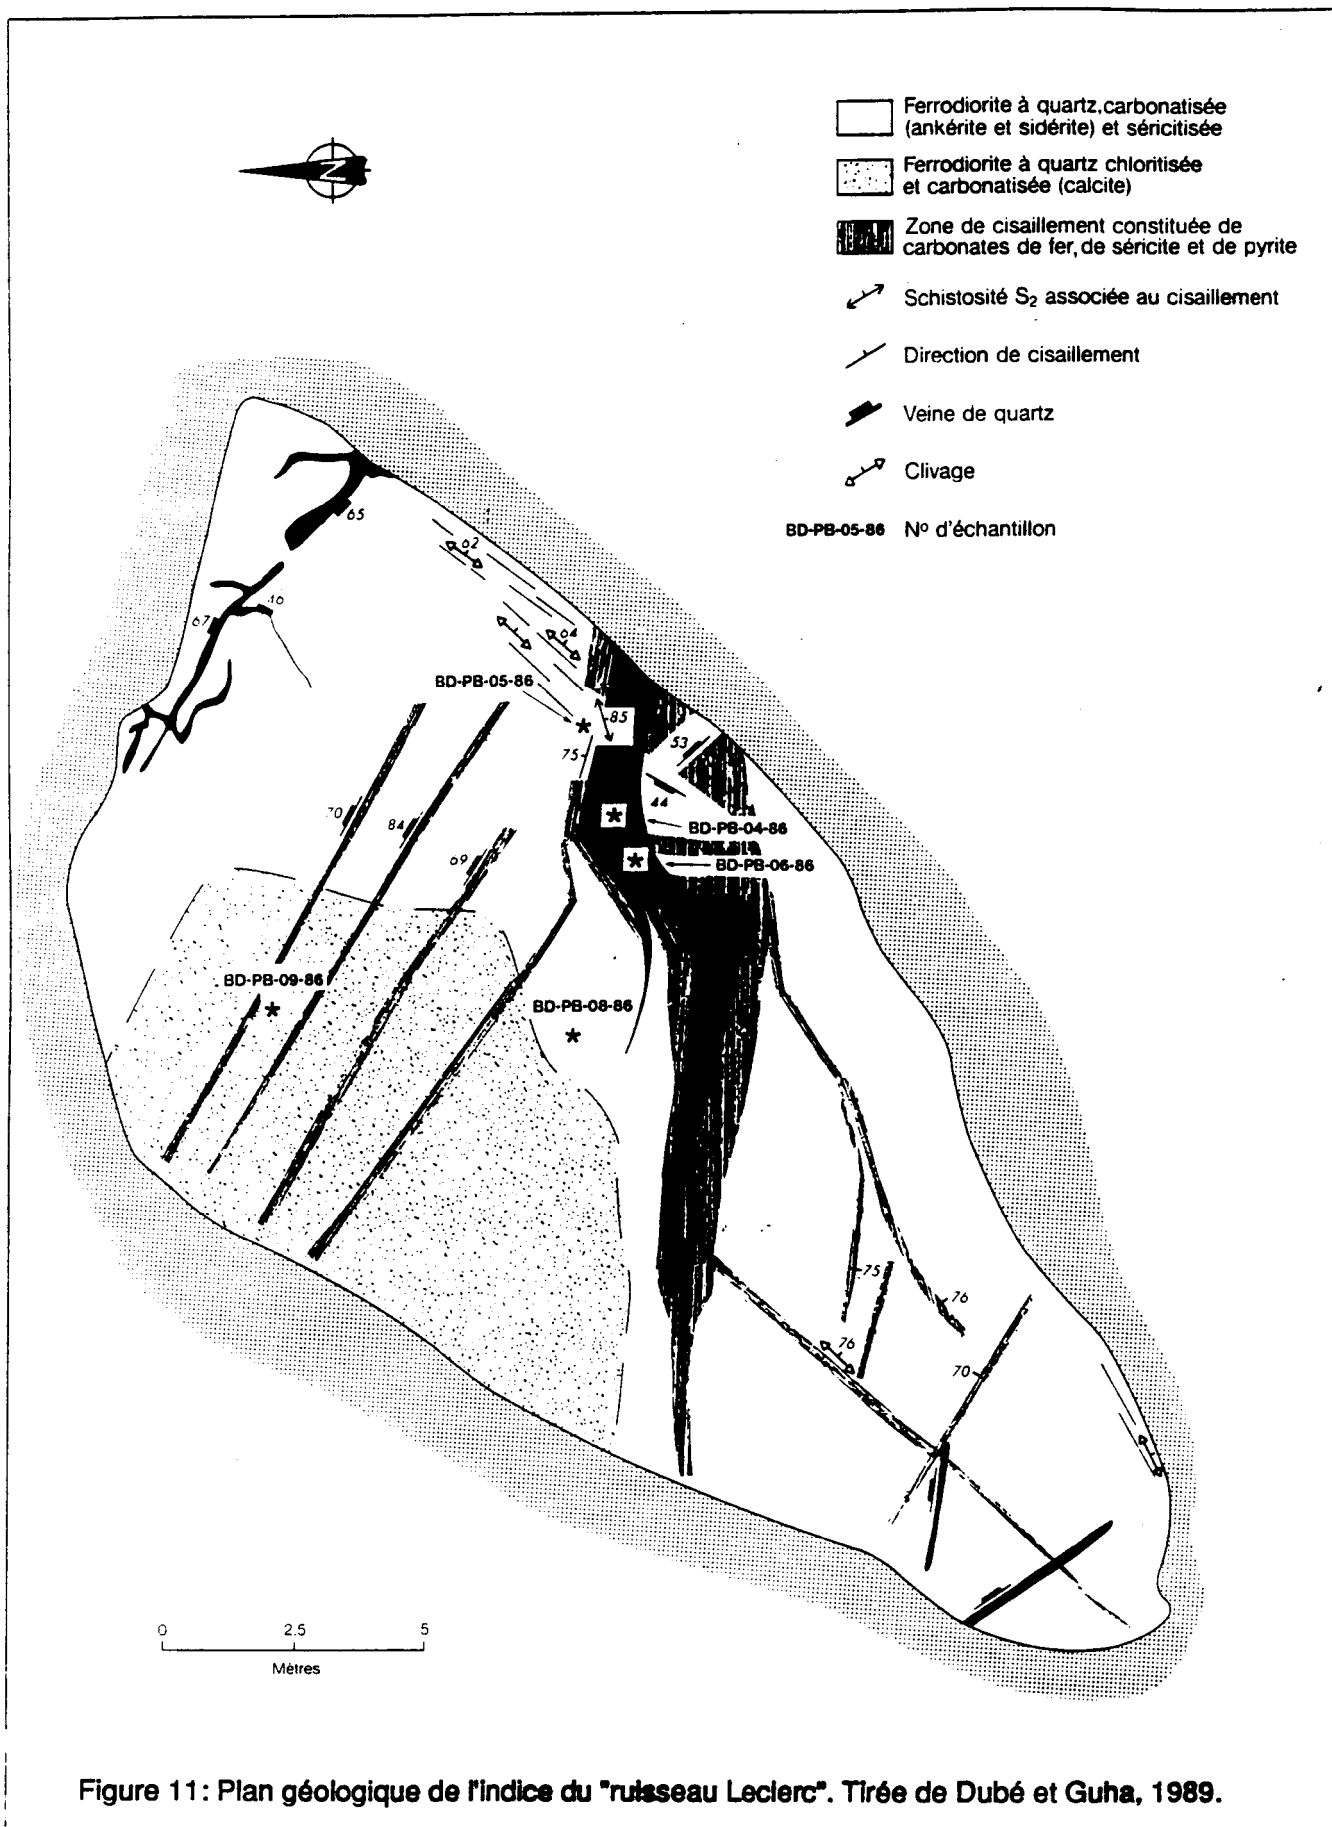 N
Ferrodiorite à quartz, carbonatisée
(ankérite et sidérite) et séricitisée
Ferrodiorite à quartz chloritisée
et carbonatisée (calcite)
Zone de cisaillement constituée de
carbonates de fer, de séricite et de pyrite
Schistosité S₂ associée au cisaillement
Direction de cisaillement
Veine de quartz
Clivage
BD-PB-05-86 Nº d'échantillon
65
62
46
67
64
BD-PB-05-86
85
53
75
44
70
84
BD-PB-04-86
69
BD-PB-06-86
BD-PB-09-86
BD-PB-08-86
75
76
76
70
0 2.5 5
Mètres
Figure 11: Plan géologique de l'indice du "ruisseau Leclerc". Tirée de Dubé et Guha, 1989.